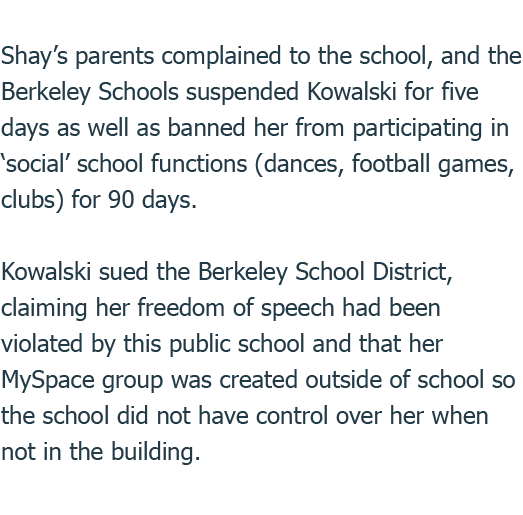 Shay’s parents complained to the school, and the
Berkeley Schools suspended Kowalski for five
days as well as banned her from participating in
‘social’ school functions (dances, football games,
clubs) for 90 days.
Kowalski sued the Berkeley School District,
claiming her freedom of speech had been
violated by this public school and that her
MySpace group was created outside of school so
the school did not have control over her when
not in the building.